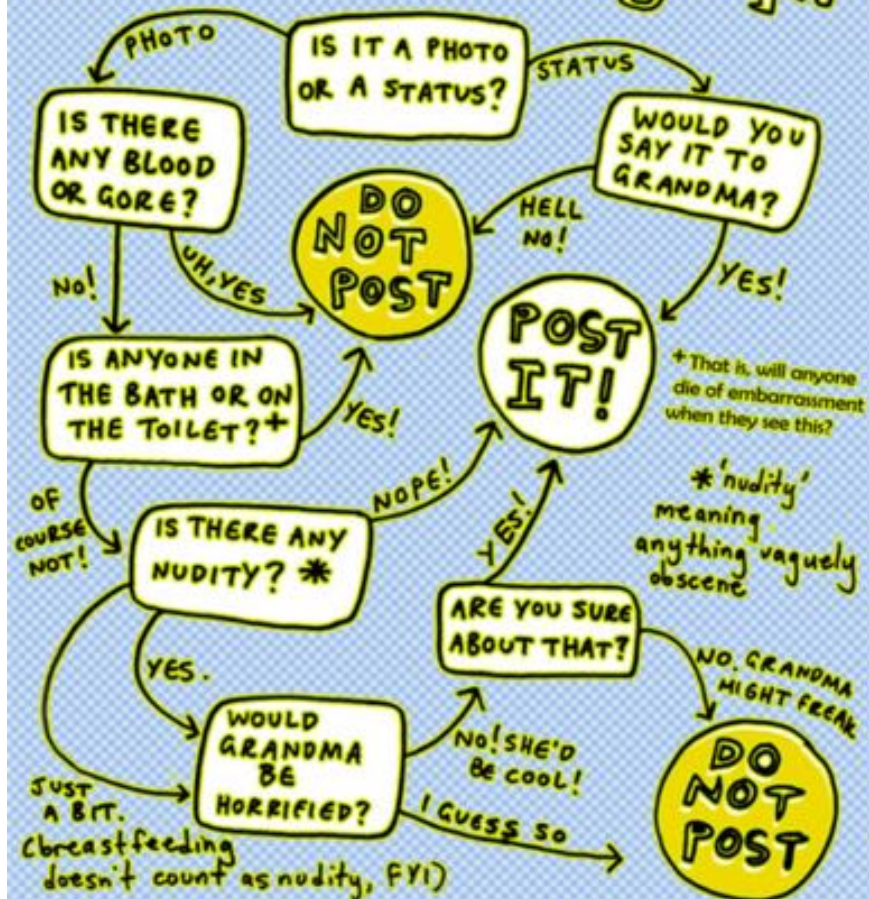 IS IT A PHOTO
OR A STATUS?
PHOTO
STATUS
IS THERE
ANY BLOOD
OR GORE?
WOULD YOU
SAY IT TO
GRANDMA?
DO
NOT
POST
HELL
NO!
YES!
NO!
UH, YES
POST
IT!
IS ANYONE IN
THE BATH OR ON
THE TOILET?+
YES!
+ That is, will anyone
die of embarrassment
when they see this?
OF
COURSE
NOT!
IS THERE ANY
NUDITY? *
NOPE!
YES!
* 'nudity'
meaning
anything vaguely
obscene
ARE YOU SURE
ABOUT THAT?
YES.
NO. GRANDMA
MIGHT FREAK
WOULD
GRANDMA
BE
HORRIFIED?
NO! SHE'D
BE COOL!
I GUESS SO
DO
NOT
POST
JUST
A BIT.
(breastfeeding
doesn't count as nudity, FYI)